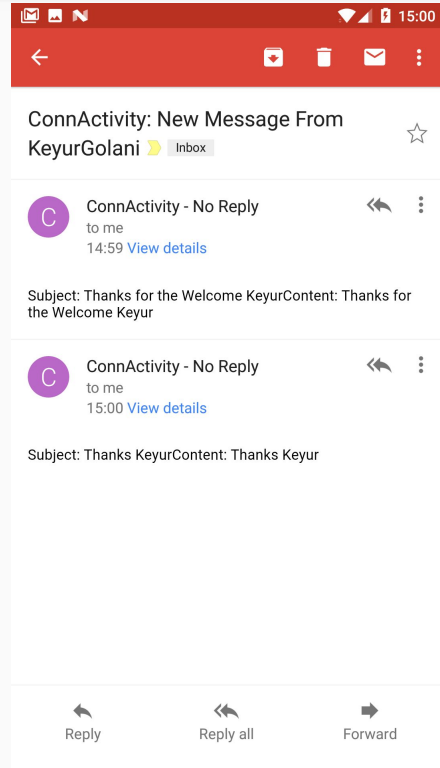 15:00
ConnActivity: New Message From
KeyurGolani Inbox
C
ConnActivity - No Reply
to me
14:59 View details
Subject: Thanks for the Welcome KeyurContent: Thanks for
the Welcome Keyur
C
ConnActivity - No Reply
to me
15:00 View details
Subject: Thanks KeyurContent: Thanks Keyur
Reply Reply all Forward